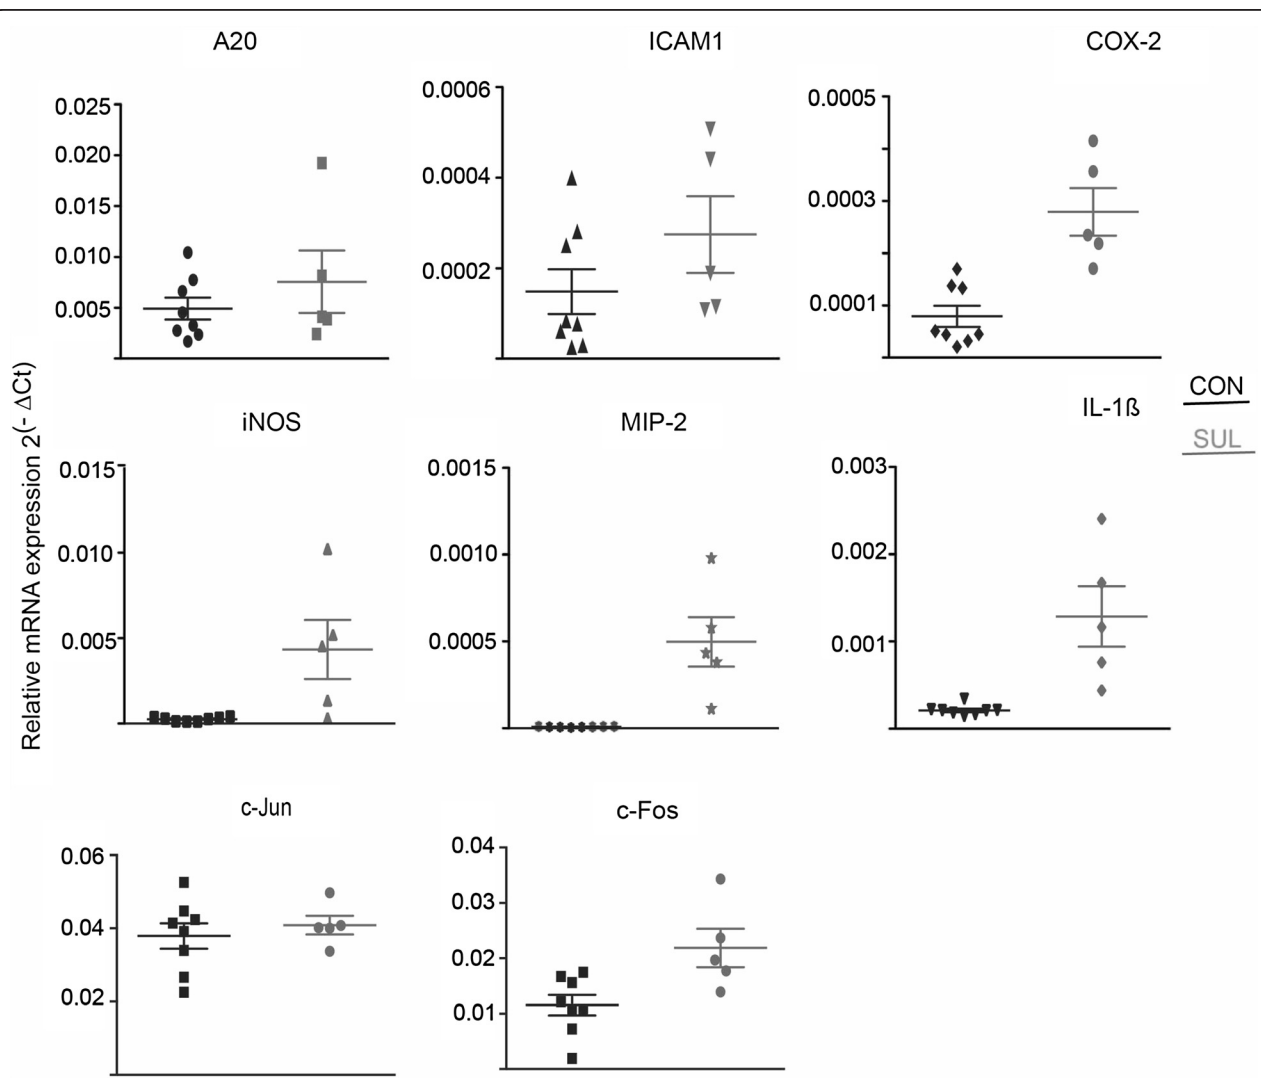 A20
ICAM1
COX-2
0.025
0.020
0.015
0.010
0.005
0.0006
0.0004
0.0002
0.0005
0.0003
0.0001
Relative mRNA expression 2(- ΔCt)
CON
SUL
iNOS
MIP-2
IL-1ß
0.015
0.010
0.005
0.0015
0.0010
0.0005
0.003
0.002
0.001
c-Jun
c-Fos
0.06
0.04
0.02
0.04
0.03
0.02
0.01